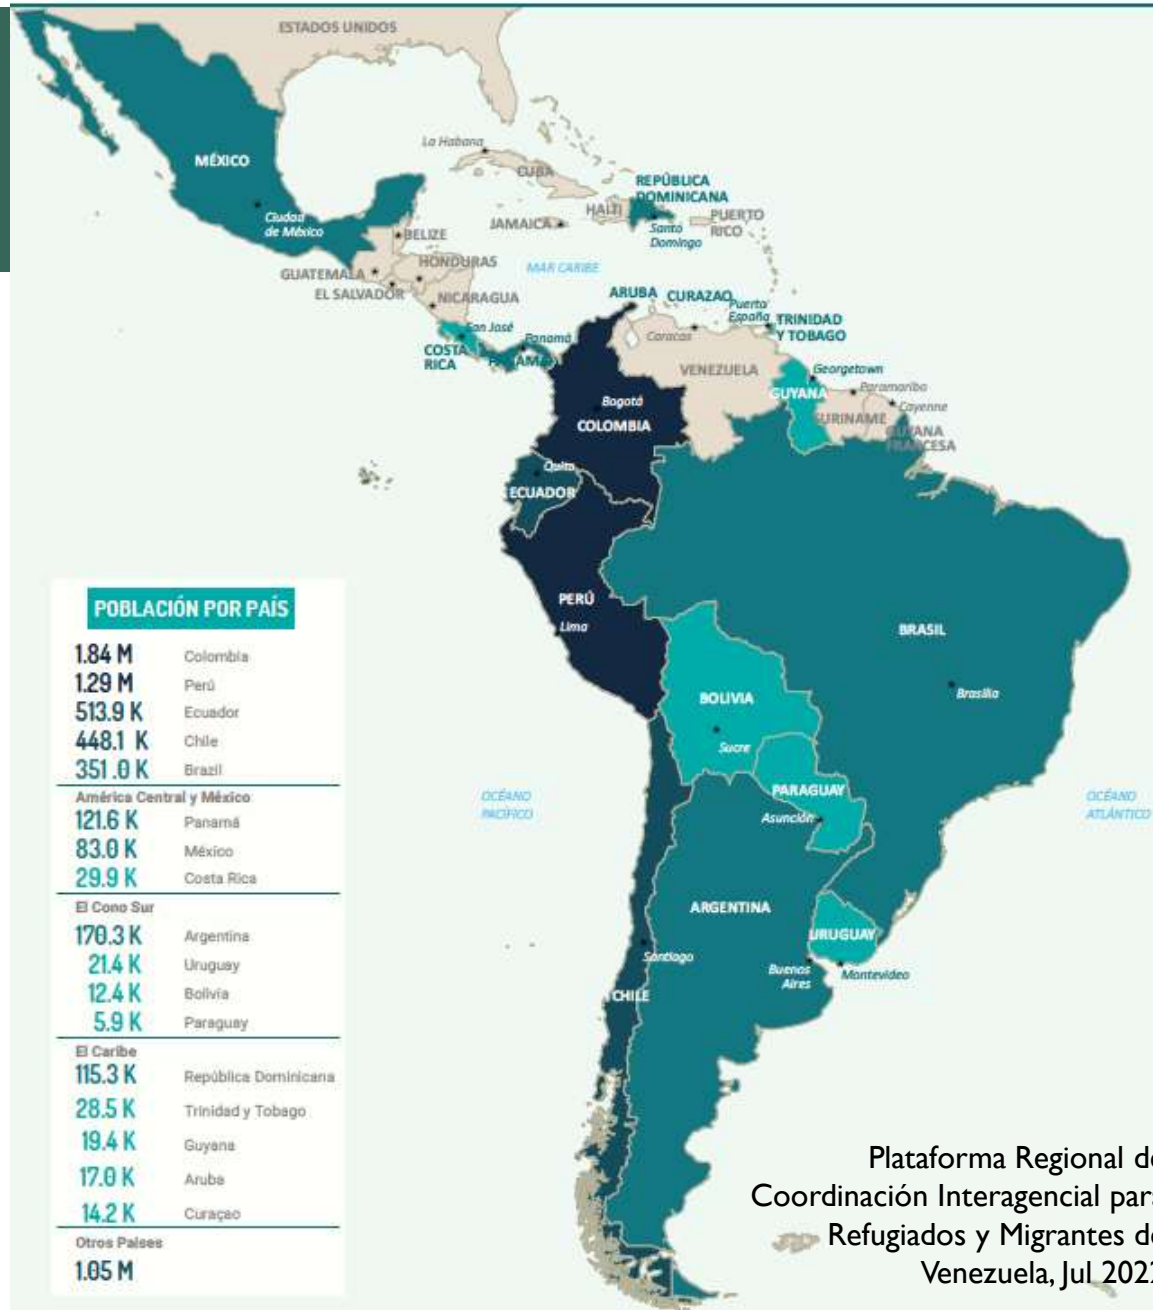 ESTADOS UNIDOS
La Habana
CUBA
MÉXICO
REPÚBLICA
DOMINICANA
HAITI
JAMAICA
PUERTO
RICO
Santo
Domingo
Ciudad
de México
BELIZE
HONDURAS
MAR CARIBE
GUATEMALA
EL SALVADOR
NICARAGUA
ARUBA
CURAZAO
Puerto
España
TRINIDAD
Y TOBAGO
San José
Panamá
Caracas
COSTA
RICA
PANAMÁ
VENEZUELA
Georgetown
Paramaribo
GUYANA
Cayenne
Bogotá
SURINAME
COLOMBIA
GUYANA
FRANCESA
Quito
ECUADOR
PERÚ
Lima
BRASIL
Brasilia
BOLIVIA
Sucre
PARAGUAY
Asunción
OCÉANO
PACÍFICO
OCÉANO
ATLÁNTICO
ARGENTINA
URUGUAY
Santiago
Buenos
Aires
Montevideo
CHILE
POBLACIÓN POR PAÍS
1.84 M Colombia
1.29 M Perú
513.9 K Ecuador
448.1 K Chile
351.0 K Brazil
América Central y México
121.6 K Panamá
83.0 K México
29.9 K Costa Rica
El Cono Sur
170.3 K Argentina
21.4 K Uruguay
12.4 K Bolivia
5.9 K Paraguay
El Caribe
115.3 K República Dominicana
28.5 K Trinidad y Tobago
19.4 K Guyana
17.0 K Aruba
14.2 K Curaçao
Otros Países
1.05 M
Plataforma Regional de
Coordinación Interagencial para
Refugiados y Migrantes de
Venezuela, Jul 2022